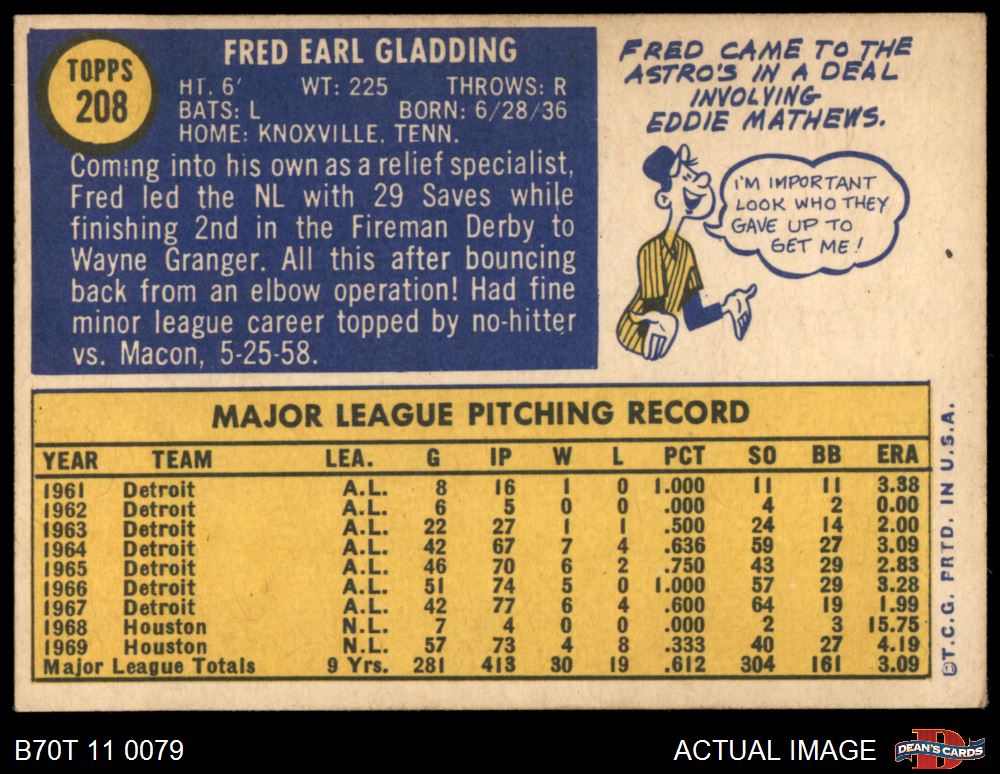 TOPPS
208
FRED EARL GLADDING
HT. 6' WT: 225 THROWS: R
BATS: L BORN: 6/28/36
HOME: KNOXVILLE, TENN.
Coming into his own as a relief specialist,
Fred led the NL with 29 Saves while
finishing 2nd in the Fireman Derby to
Wayne Granger. All this after bouncing
back from an elbow operation! Had fine
minor league career topped by no-hitter
vs. Macon, 5-25-58.
FRED CAME TO THE
ASTRO'S IN A DEAL
INVOLVING
EDDIE MATHEWS.
I'M IMPORTANT
LOOK WHO THEY
GAVE UP TO
GET ME!
MAJOR LEAGUE PITCHING RECORD
YEAR TEAM LEA. G IP W L PCT SO BB ERA
1961 Detroit A.L. 8 16 1 0 1.000 11 11 3.38
1962 Detroit A.L. 6 5 0 0 .000 4 2 0.00
1963 Detroit A.L. 22 27 1 1 .500 24 14 2.00
1964 Detroit A.L. 42 67 7 4 .636 59 27 3.09
1965 Detroit A.L. 46 70 6 2 .750 43 29 2.83
1966 Detroit A.L. 51 74 5 0 1.000 57 29 3.28
1967 Detroit A.L. 42 77 6 4 .600 64 19 1.99
1968 Houston N.L. 7 4 0 0 .000 2 3 15.75
1969 Houston N.L. 57 73 4 8 .333 40 27 4.19
Major League Totals 9 Yrs. 281 413 30 19 .612 304 161 3.09
©T.C.G. PRTD. IN U.S.A.
B70T 11 0079
ACTUAL IMAGE
D
DEAN'S CARDS